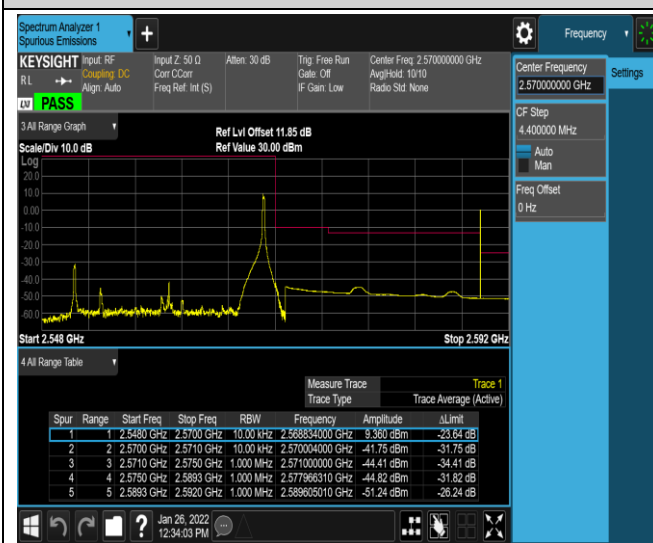 Spectrum Analyzer 1
Spurious Emissions
Frequency
KEYSIGHT
Input: RF
Coupling: DC
Align: Auto
Input Z: 50 Ω
Corr CCorr
Freq Ref: Int (S)
Atten: 30 dB
Trig: Free Run
Gate: Off
IF Gain: Low
Center Freq: 2.570000000 GHz
Avg|Hold: 10/10
Radio Std: None
RL
LXI PASS
Center Frequency
2.570000000 GHz
Settings
CF Step
4.400000 MHz
Auto
Man
Freq Offset
0 Hz
3 All Range Graph
Scale/Div 10.0 dB
Ref Lvl Offset 11.85 dB
Ref Value 30.00 dBm
Log
20.0
10.0
0.00
-10.0
-20.0
-30.0
-40.0
-50.0
-60.0
Start 2.548 GHz
Stop 2.592 GHz
4 All Range Table
Measure Trace Trace 1
Trace Type Trace Average (Active)
Spur Range Start Freq Stop Freq RBW Frequency Amplitude ΔLimit
1 1 2.5480 GHz 2.5700 GHz 10.00 kHz 2.568834000 GHz 9.360 dBm -23.64 dB
2 2 2.5700 GHz 2.5710 GHz 10.00 kHz 2.570004000 GHz -41.75 dBm -31.75 dB
3 3 2.5710 GHz 2.5750 GHz 1.000 MHz 2.571000000 GHz -44.41 dBm -34.41 dB
4 4 2.5750 GHz 2.5893 GHz 1.000 MHz 2.577966310 GHz -44.82 dBm -31.82 dB
5 5 2.5893 GHz 2.5920 GHz 1.000 MHz 2.589605010 GHz -51.24 dBm -26.24 dB
Jan 26, 2022
12:34:03 PM